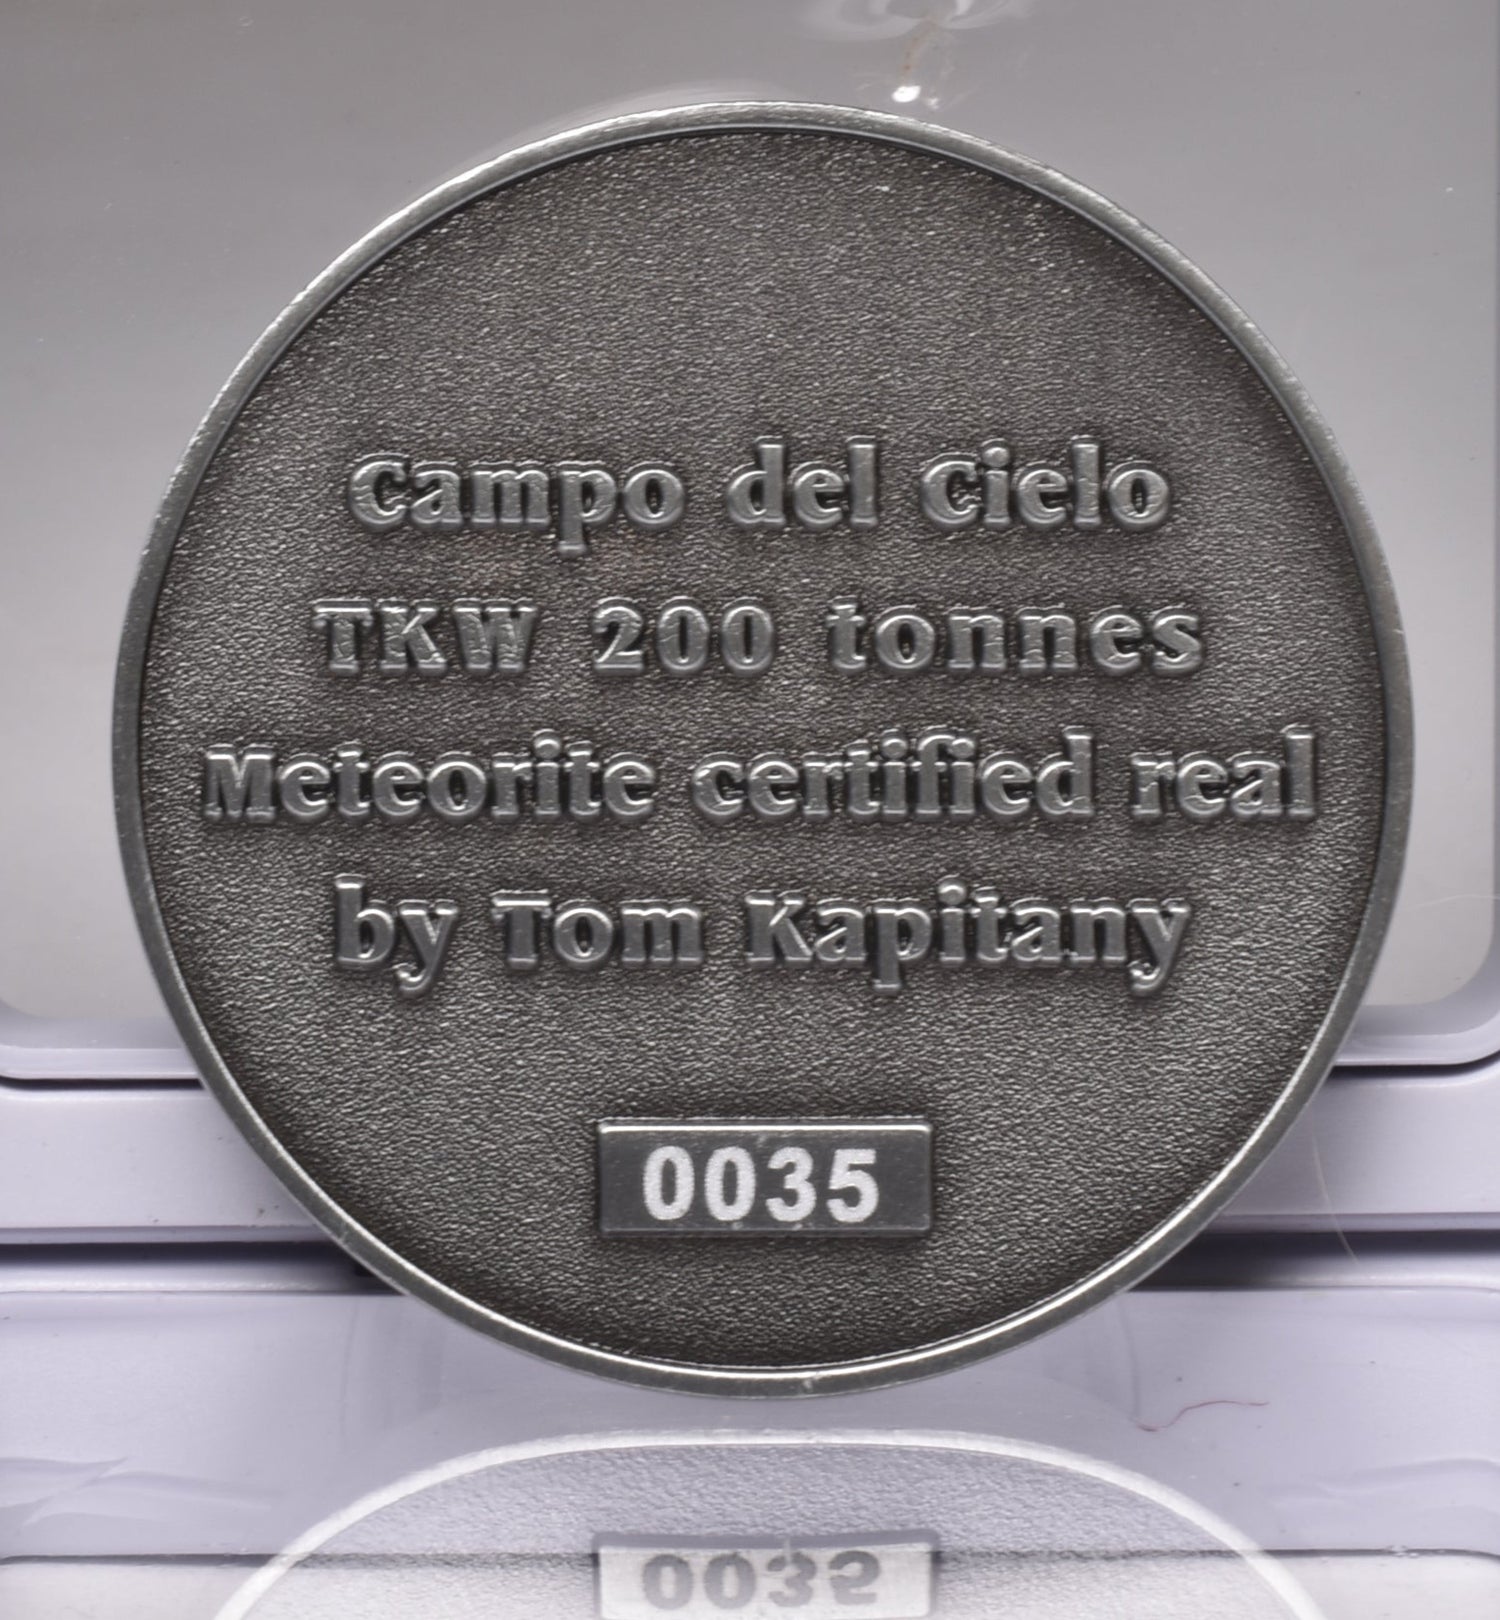 Campo del Cielo
TKW 200 tonnes
Meteorite certified real
by Tom Kapitany
0035